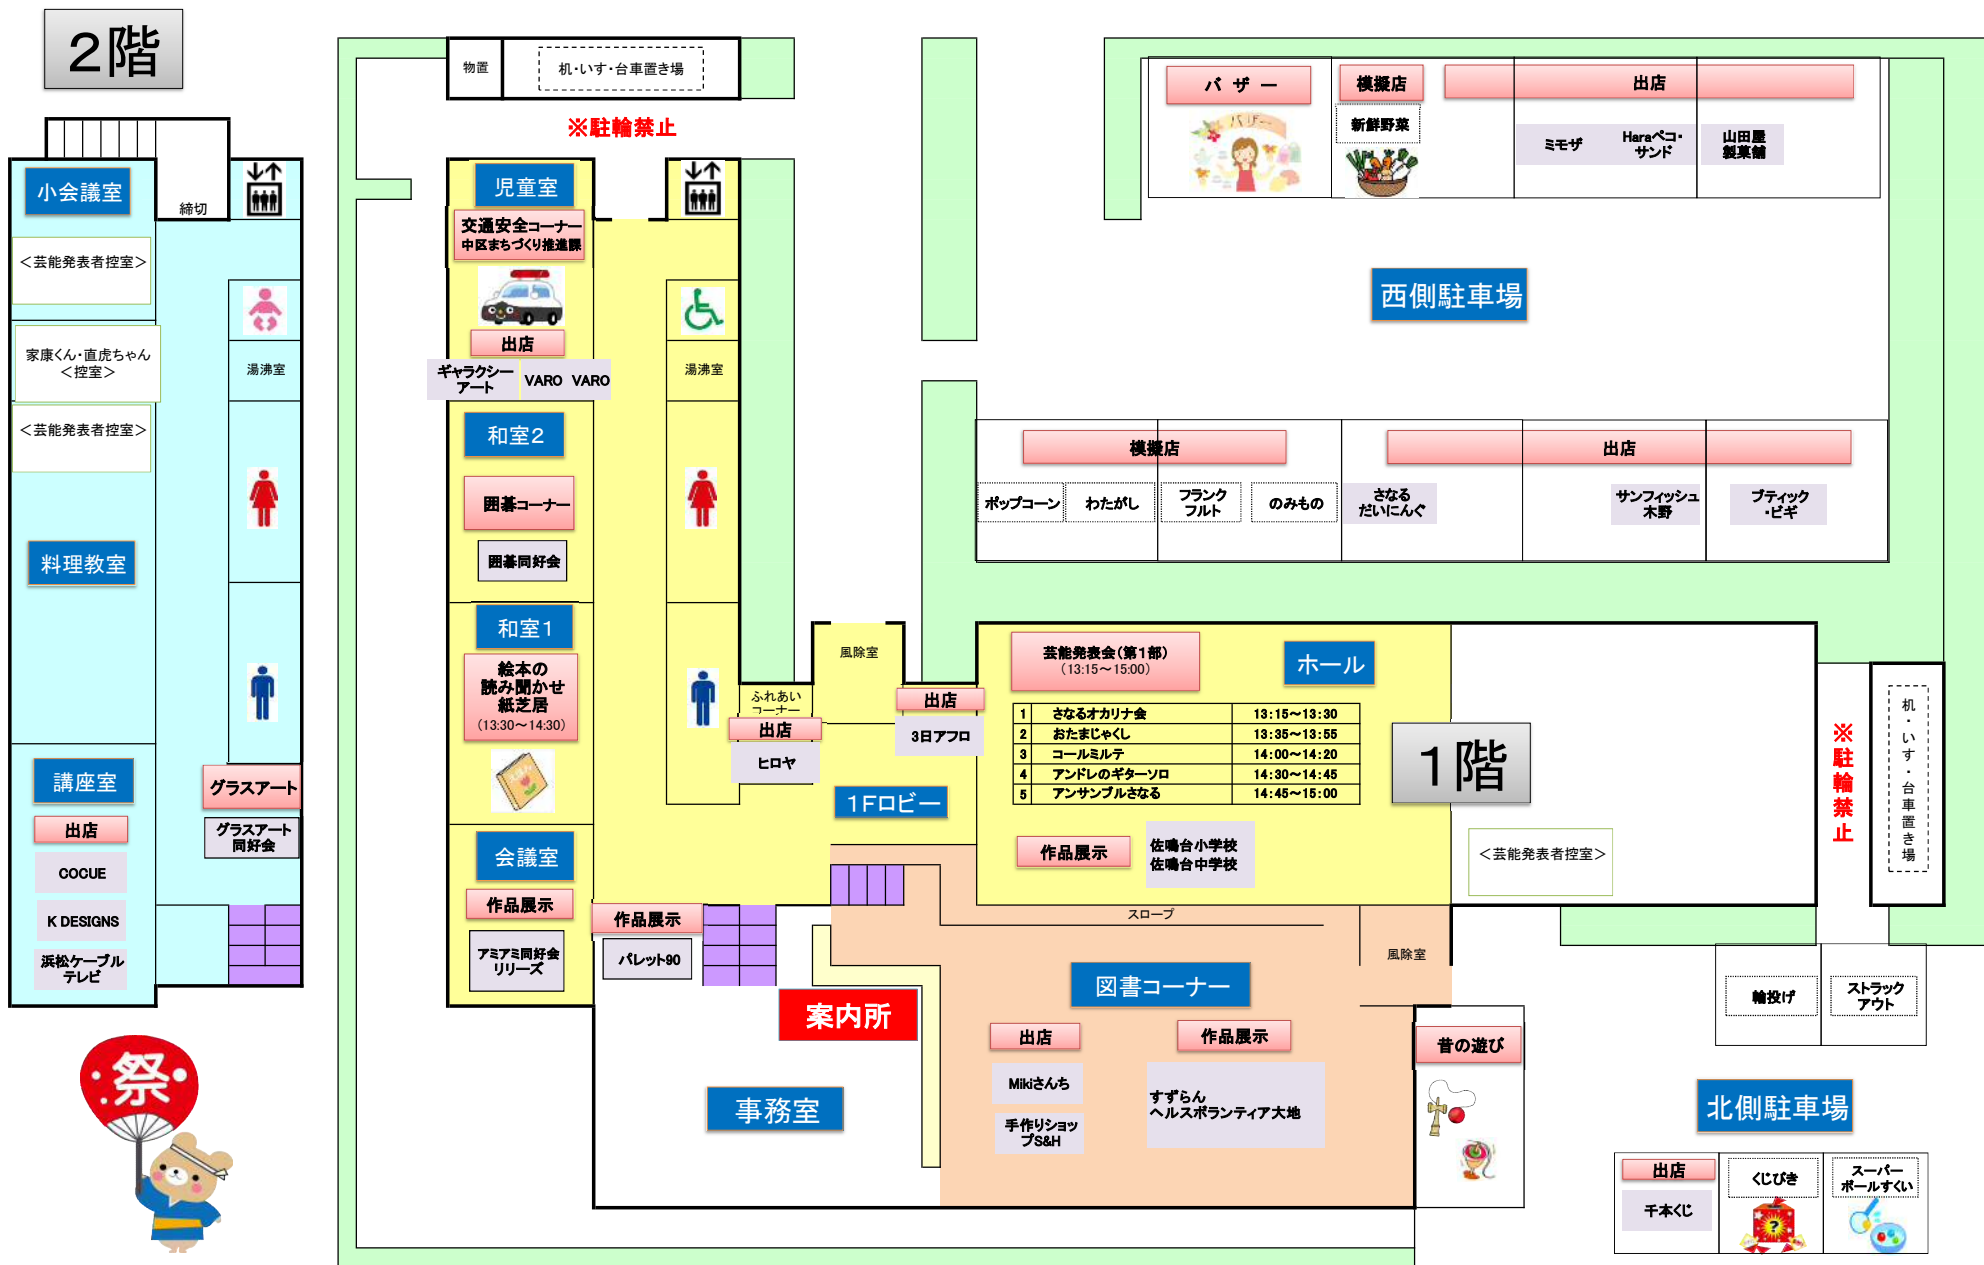 2階
小会議室
締切
＜芸能発表者控室＞
家康くん・直虎ちゃん
＜控室＞
湯沸室
＜芸能発表者控室＞
料理教室
講座室
出店
COCUE
K DESIGNS
浜松ケーブル
テレビ
グラスアート
グラスアート
同好会
祭
物置
机・いす・台車置き場
※駐輪禁止
児童室
交通安全コーナー
中区まちづくり推進課
出店
ギャラクシー
アート
VARO VARO
湯沸室
和室2
囲碁コーナー
囲碁同好会
和室1
絵本の
読み聞かせ
紙芝居
（13:30～14:30）
会議室
作品展示
アミアミ同好会
リリーズ
作品展示
パレット90
風除室
ふれあい
コーナー
出店
ヒロヤ
出店
3日アフロ
1Fロビー
案内所
事務室
バザー
バザー
模擬店
新鮮野菜
出店
ミモザ
Haraペコ・
サンド
山田屋
製菓舗
西側駐車場
模擬店
ポップコーン
わたがし
フランク
フルト
のみもの
出店
さなる
だいにんぐ
サンフィッシュ
木野
ブティック
・ビギ
芸能発表会（第1部）
（13:15～15:00）
ホール
1 さなるオカリナ会 13:15～13:30
2 おたまじゃくし 13:35～13:55
3 コールミルテ 14:00～14:20
4 アンドレのギターソロ 14:30～14:45
5 アンサンブルさなる 14:45～15:00
1階
作品展示
佐鳴台小学校
佐鳴台中学校
＜芸能発表者控室＞
※駐輪禁止
机・いす・台車置き場
スロープ
風除室
図書コーナー
出店
Mikiさんち
手作りショッ
プS&H
作品展示
すずらん
ヘルスボランティア大地
昔の遊び
輪投げ
ストラック
アウト
北側駐車場
出店
千本くじ
くじびき
?
スーパー
ボールすくい